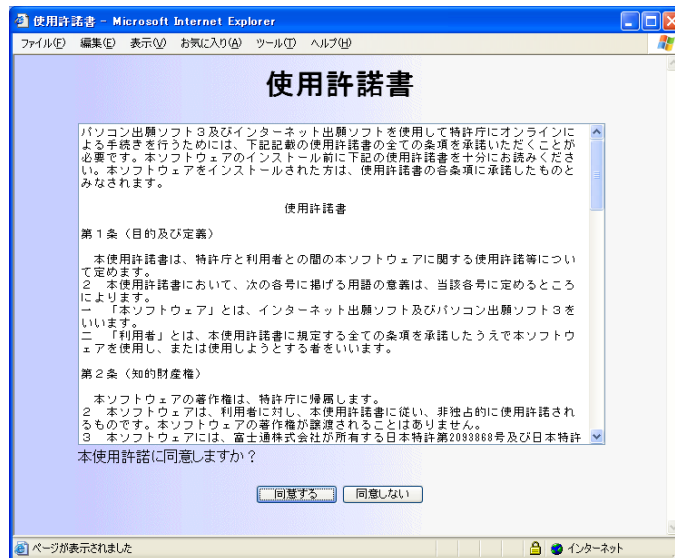 使用許諾書 - Microsoft Internet Explorer
ファイル(F) 編集(E) 表示(V) お気に入り(A) ツール(T) ヘルプ(H)
使用許諾書
パソコン出願ソフト3及びインターネット出願ソフトを使用して特許庁にオンラインに
よる手続きを行うためには、下記記載の使用許諾書の全ての条項を承諾いただくことが
必要です。本ソフトウェアのインストール前に下記の使用許諾書を十分にお読みくださ
い。本ソフトウェアをインストールされた方は、使用許諾書の各条項に承諾したものと
みなされます。
使用許諾書
第1条(目的及び定義)
本使用許諾書は、特許庁と利用者との間の本ソフトウェアに関する使用許諾等につい
て定めます。
2 本使用許諾書において、次の各号に掲げる用語の意義は、当該各号に定めるところ
によります。
一 「本ソフトウェア」とは、インターネット出願ソフト及びパソコン出願ソフト3を
いいます。
二 「利用者」とは、本使用許諾書に規定する全ての条項を承諾したうえで本ソフトウ
ェアを使用し、または使用しようとする者をいいます。
第2条(知的財産権)
本ソフトウェアの著作権は、特許庁に帰属します。
2 本ソフトウェアは、利用者に対し、本使用許諾書に従い、非独占的に使用許諾され
るものです。本ソフトウェアの著作権が譲渡されることはありません。
3 本ソフトウェアには、富士通株式会社が所有する日本特許第2093868号及び日本特許
本使用許諾に同意しますか?
同意する 同意しない
ページが表示されました インターネット